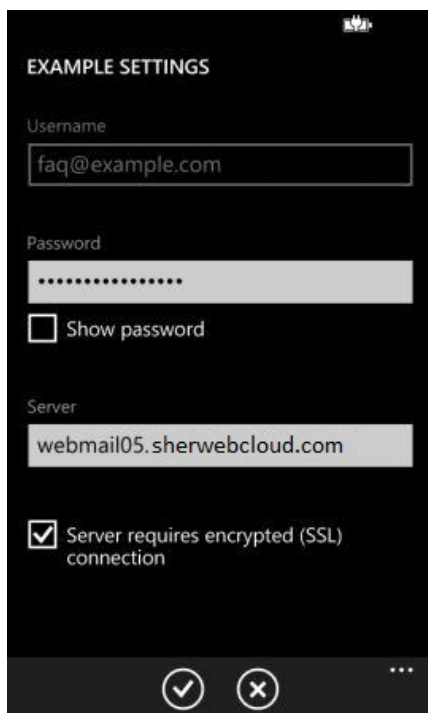 EXAMPLE SETTINGS
Username
faq@example.com
Password
••••••••••••••••
Show password
Server
webmail05.sherwebcloud.com
Server requires encrypted (SSL)
connection
...